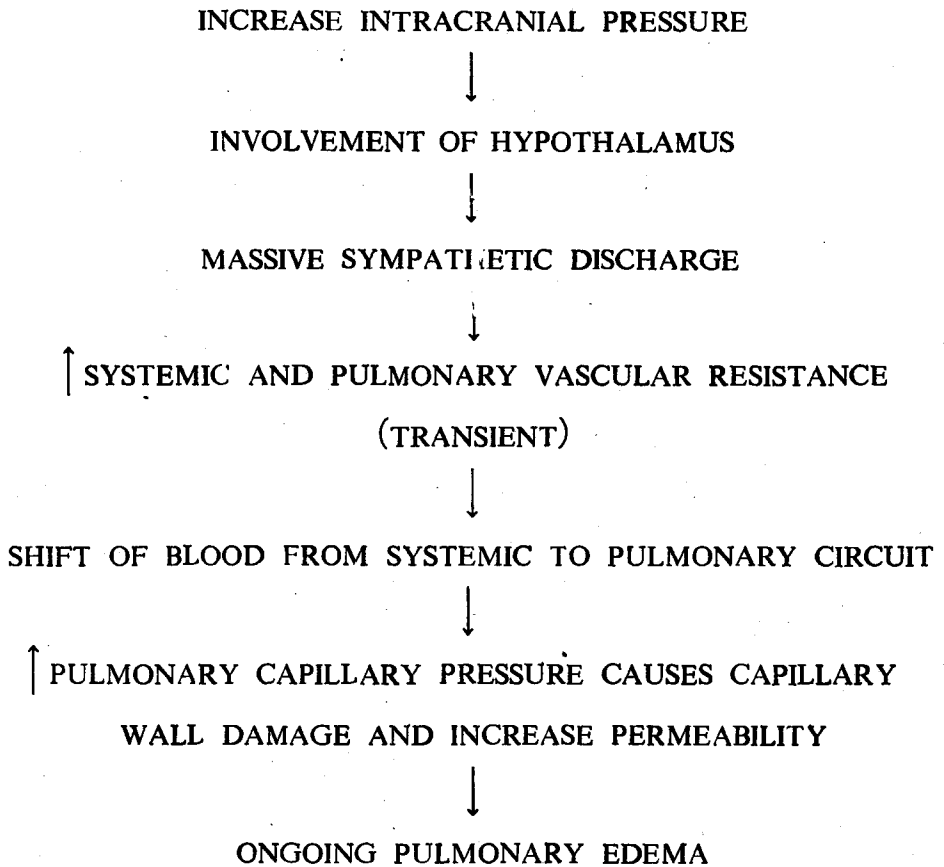 INCREASE INTRACRANIAL PRESSURE
↓
INVOLVEMENT OF HYPOTHALAMUS
↓
MASSIVE SYMPATHETIC DISCHARGE
↓
↑ SYSTEMIC AND PULMONARY VASCULAR RESISTANCE
(TRANSIENT)
↓
SHIFT OF BLOOD FROM SYSTEMIC TO PULMONARY CIRCUIT
↓
↑ PULMONARY CAPILLARY PRESSURE CAUSES CAPILLARY
WALL DAMAGE AND INCREASE PERMEABILITY
↓
ONGOING PULMONARY EDEMA